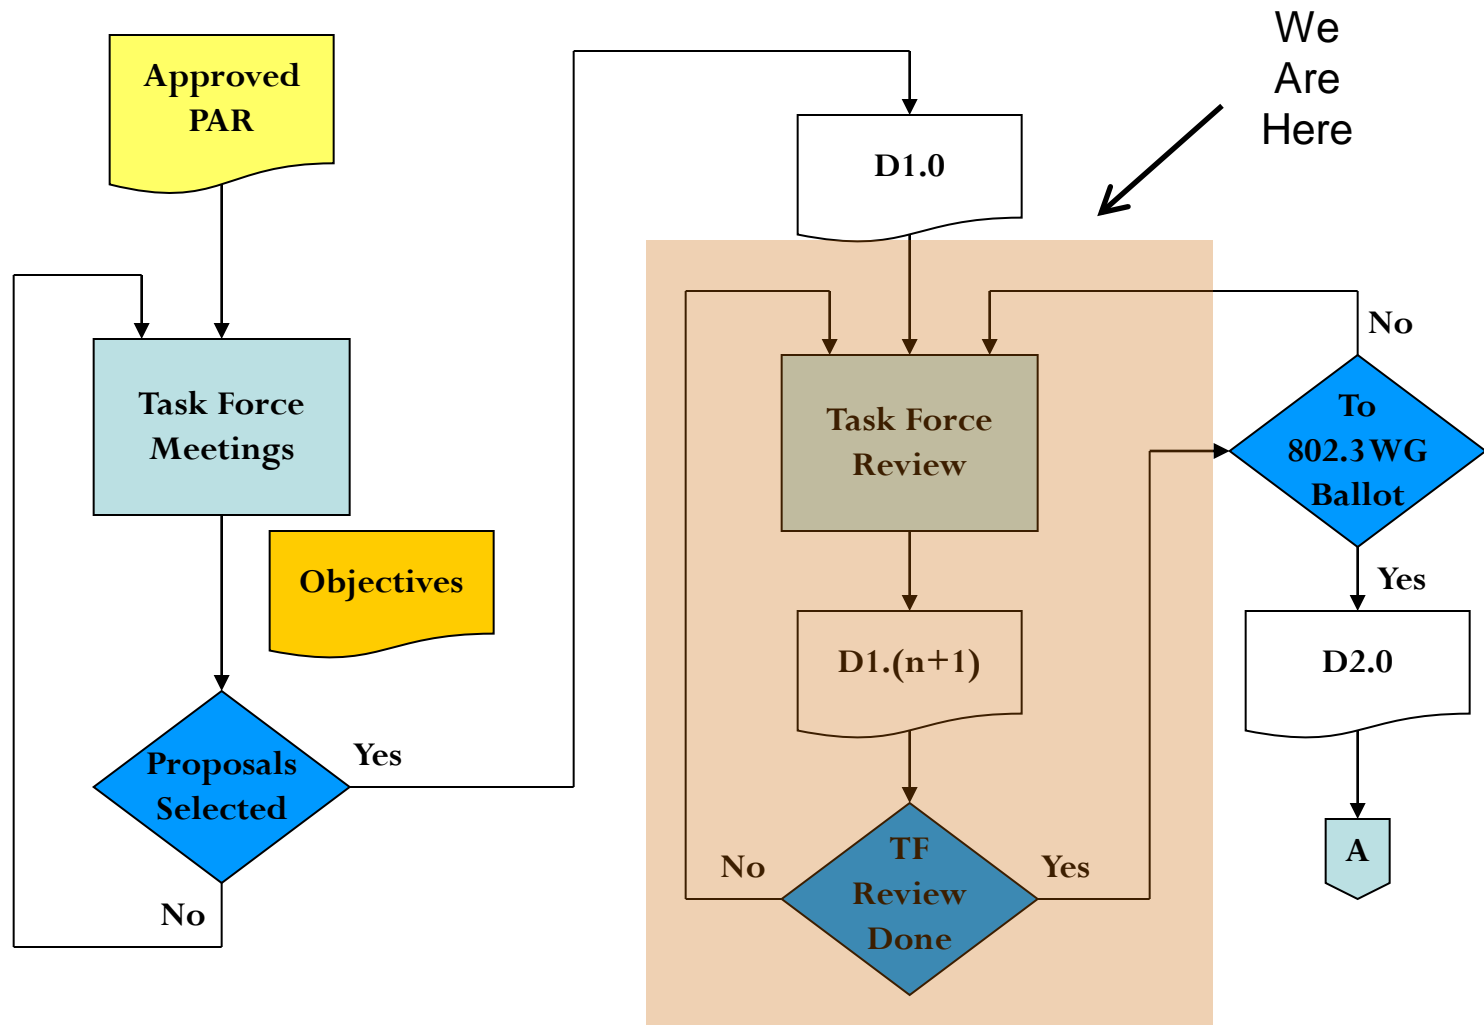 Approved
PAR
Task Force
Meetings
Objectives
Proposals
Selected
Yes
No
D1.0
We
Are
Here
Task Force
Review
D1.(n+1)
TF
Review
Done
No
Yes
To
802.3 WG
Ballot
No
Yes
D2.0
A